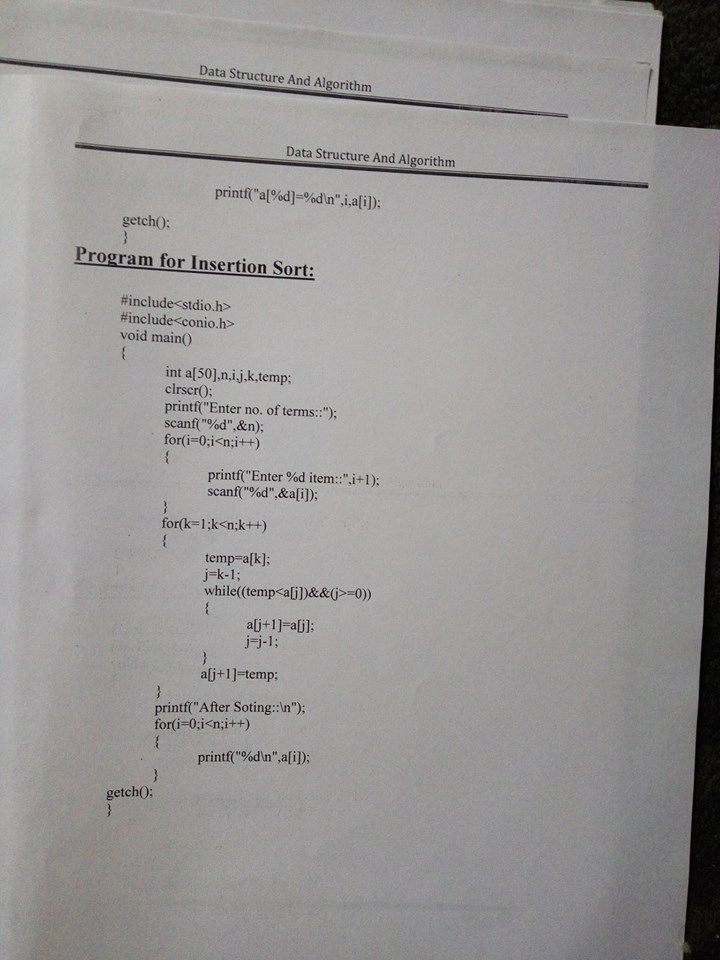 Data Structure And Algorithm
Data Structure And Algorithm
printf("a[%d]=%d\n",i,a[i]);
getch();
}
Program for Insertion Sort:
#include<stdio.h>
#include<conio.h>
void main()
{
int a[50],n,i,j,k,temp;
clrscr();
printf("Enter no. of terms::");
scanf("%d",&n);
for(i=0;i<n;i++)
{
printf("Enter %d item::",i+1);
scanf("%d",&a[i]);
}
for(k=1;k<n;k++)
{
temp=a[k];
j=k-1;
while((temp<a[j])&&(j>=0))
{
a[j+1]=a[j];
j=j-1;
}
a[j+1]=temp;
}
printf("After Soting::\n");
for(i=0;i<n;i++)
{
printf("%d\n",a[i]);
}
getch();
}